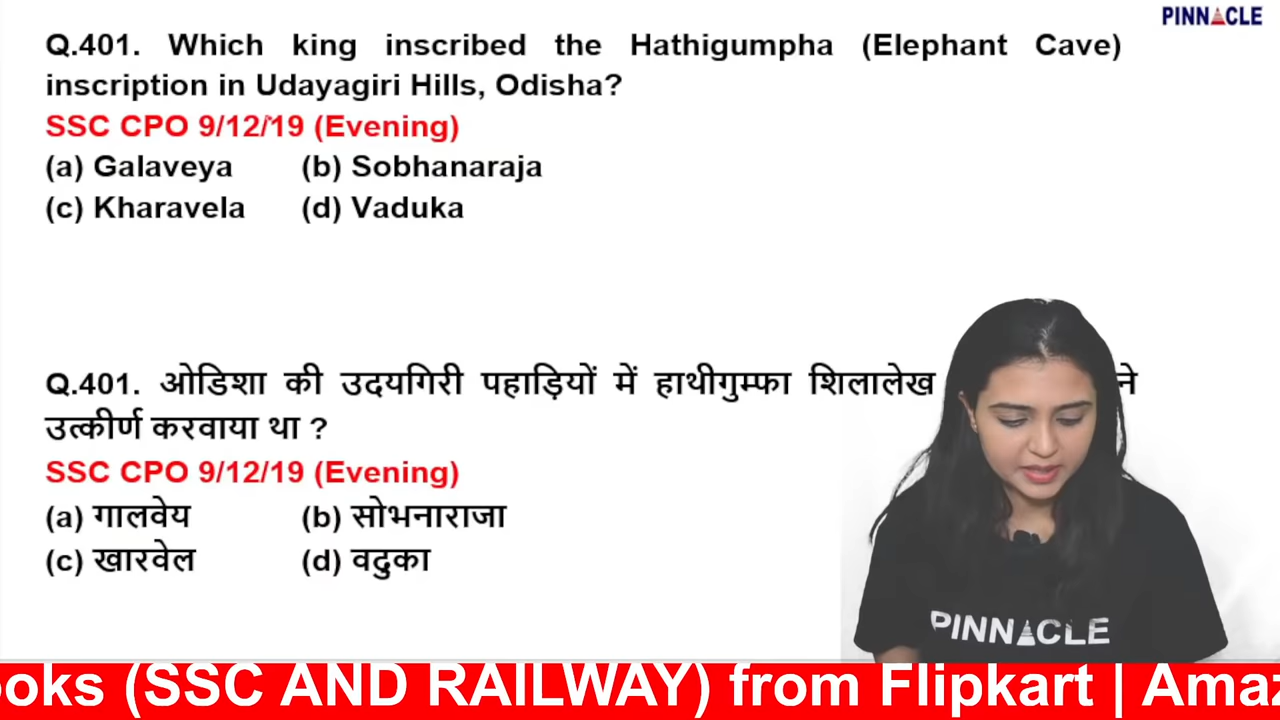 PINNACLE
Q.401. Which king inscribed the Hathigumpha (Elephant Cave)
inscription in Udayagiri Hills, Odisha?
SSC CPO 9/12/19 (Evening)
(a) Galaveya (b) Sobhanaraja
(c) Kharavela (d) Vaduka
Q.401. ओडिशा की उदयगिरी पहाड़ियों में हाथीगुम्फा शिलालेख ने
उत्कीर्ण करवाया था ?
SSC CPO 9/12/19 (Evening)
(a) गालवेय (b) सोभनाराजा
(c) खारवेल (d) वदुका
PINNACLE
ooks (SSC AND RAILWAY) from Flipkart | Amaz